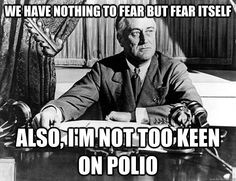 WE HAVE NOTHING TO FEAR BUT FEAR ITSELF
ALSO, I'M NOT TOO KEEN
ON POLIO